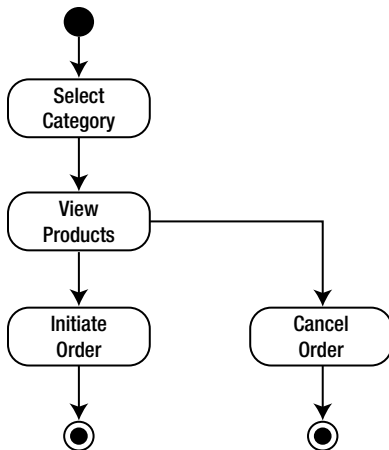 Select
Category
View
Products
Initiate
Order
Cancel
Order